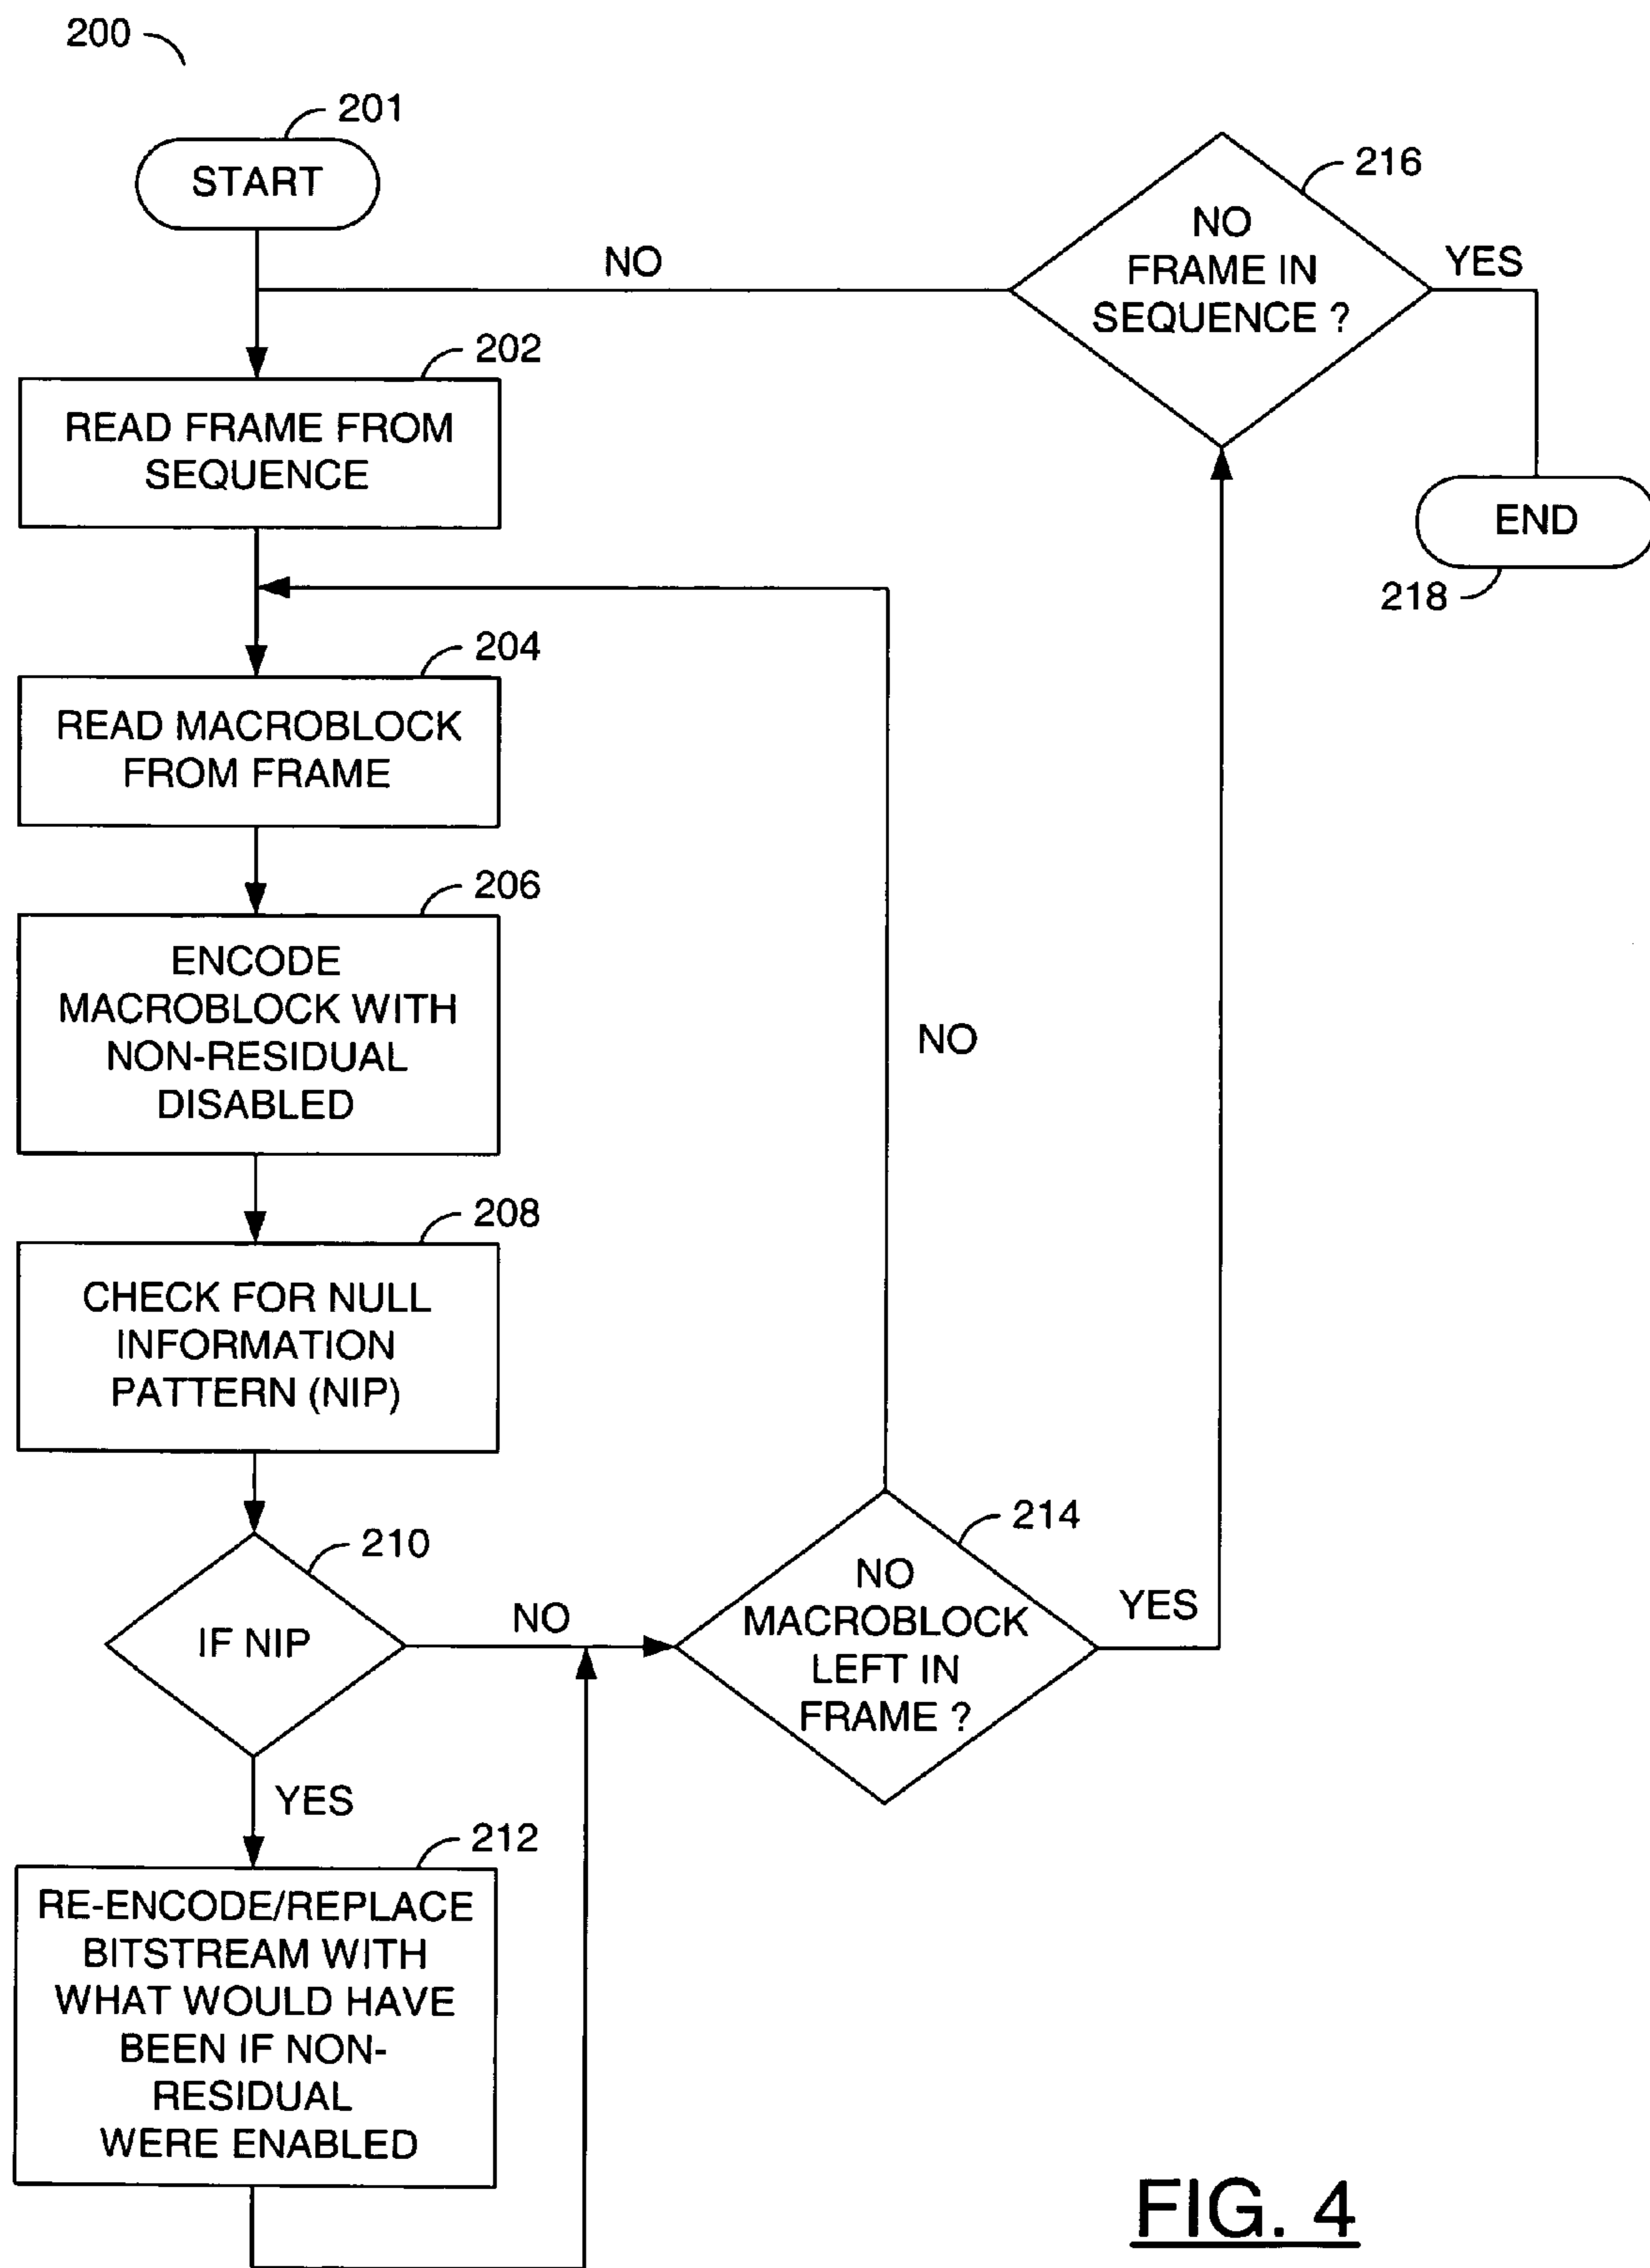 200
201
START
216
NO
FRAME IN
SEQUENCE ?
NO
YES
202
READ FRAME FROM
SEQUENCE
END
218
204
READ MACROBLOCK
FROM FRAME
206
ENCODE
MACROBLOCK WITH
NON-RESIDUAL
DISABLED
NO
208
CHECK FOR NULL
INFORMATION
PATTERN (NIP)
210
IF NIP
NO
YES
214
NO
MACROBLOCK
LEFT IN
FRAME ?
YES
212
RE-ENCODE/REPLACE
BITSTREAM WITH
WHAT WOULD HAVE
BEEN IF NON-
RESIDUAL
WERE ENABLED
FIG. 4